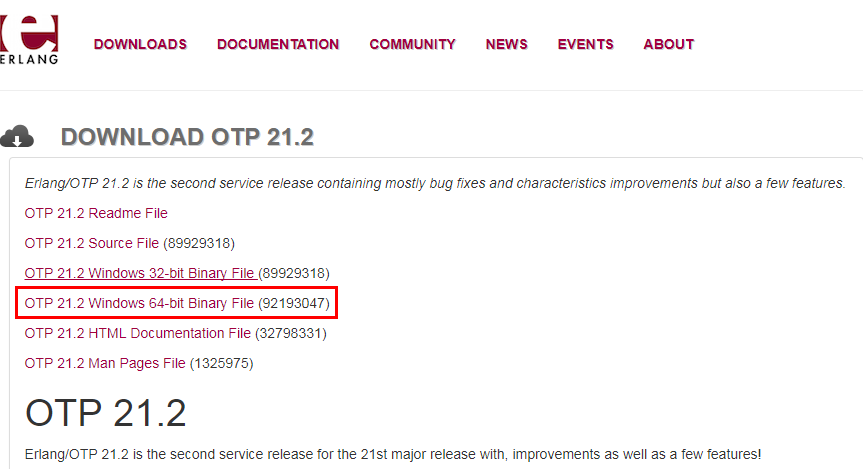 e
ERLANG
DOWNLOADS DOCUMENTATION COMMUNITY NEWS EVENTS ABOUT
DOWNLOAD OTP 21.2
Erlang/OTP 21.2 is the second service release containing mostly bug fixes and characteristics improvements but also a few features.
OTP 21.2 Readme File
OTP 21.2 Source File (89929318)
OTP 21.2 Windows 32-bit Binary File (89929318)
OTP 21.2 Windows 64-bit Binary File (92193047)
OTP 21.2 HTML Documentation File (32798331)
OTP 21.2 Man Pages File (1325975)
OTP 21.2
Erlang/OTP 21.2 is the second service release for the 21st major release with, improvements as well as a few features!